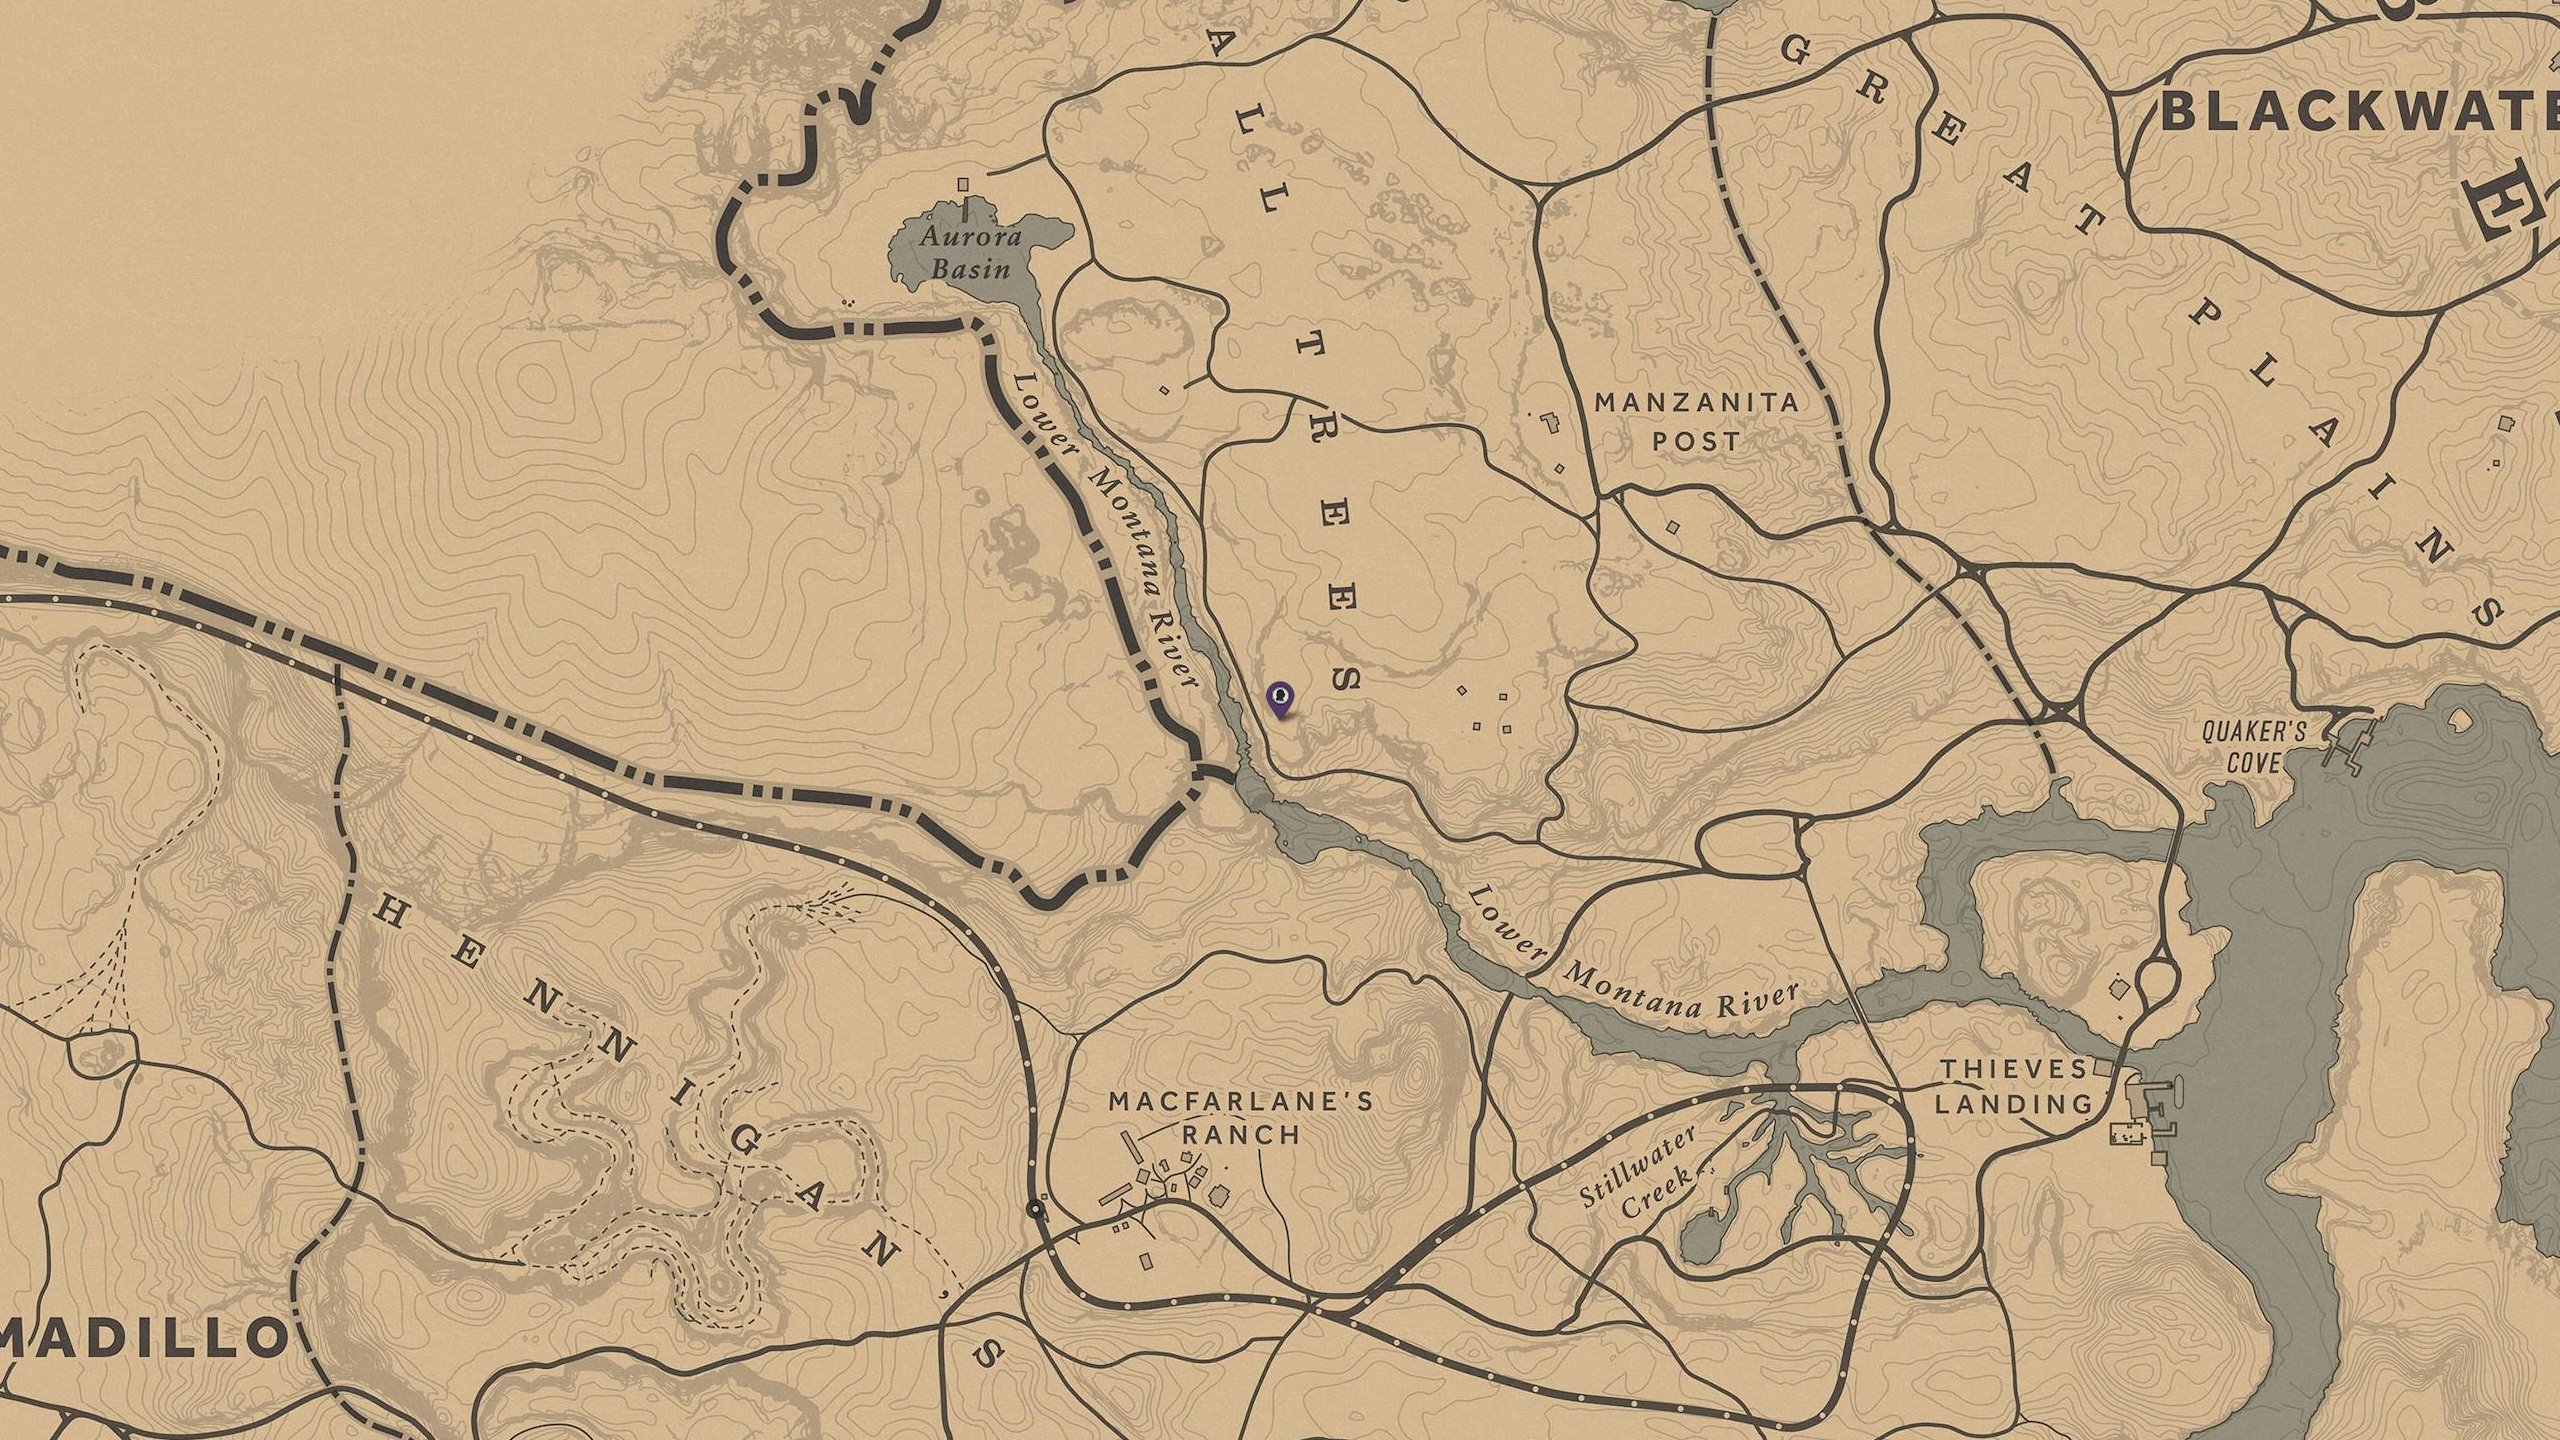 BLACKWATE
B
E
GREAT PLAINS
ALL TREES
Aurora
Basin
Lower Montana River
MANZANITA
POST
QUAKER'S
COVE
Lower Montana River
HENNIGAN
S
MACFARLANE'S
RANCH
THIEVES
LANDING
Stillwater
Creek
MADILLO